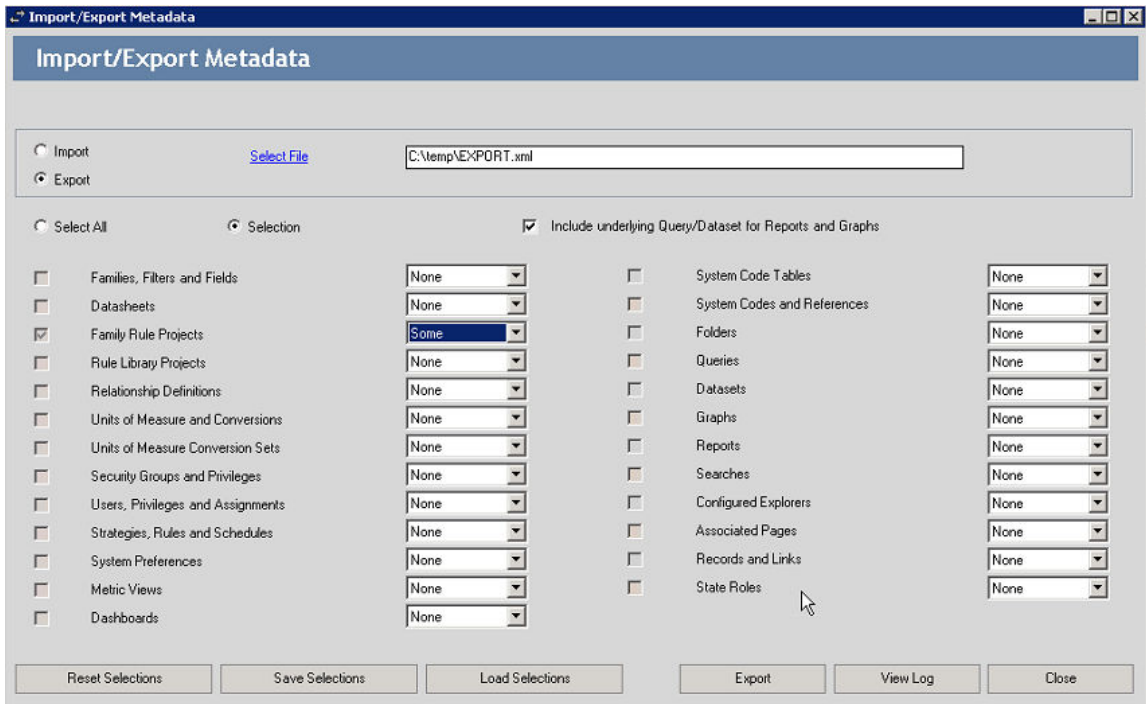 Import/Export Metadata
Import/Export Metadata
Import
Select File
C:\temp\EXPORT.xml
Export
Select All
Selection
Include underlying Query/Dataset for Reports and Graphs
Families, Filters and Fields None
Datasheets None
Family Rule Projects Some
Rule Library Projects None
Relationship Definitions None
Units of Measure and Conversions None
Units of Measure Conversion Sets None
Security Groups and Privileges None
Users, Privileges and Assignments None
Strategies, Rules and Schedules None
System Preferences None
Metric Views None
Dashboards None
System Code Tables None
System Codes and References None
Folders None
Queries None
Datasets None
Graphs None
Reports None
Searches None
Configured Explorers None
Associated Pages None
Records and Links None
State Roles None
Reset Selections
Save Selections
Load Selections
Export
View Log
Close